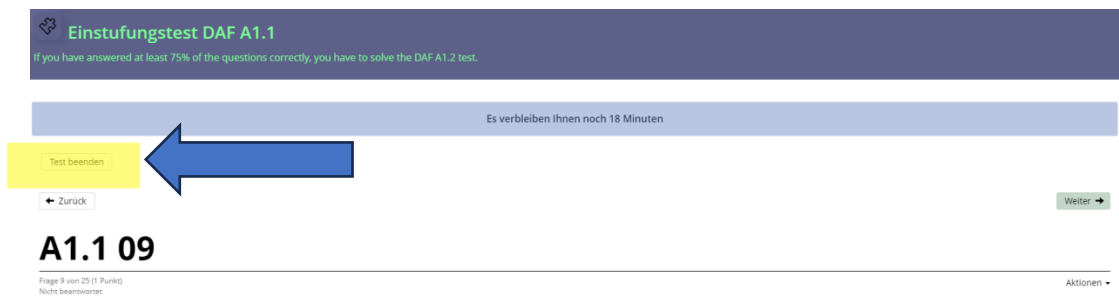 Einstufungstest DAF A1.1
If you have answered at least 75% of the questions correctly, you have to solve the DAF A1.2 test.
Es verbleiben Ihnen noch 18 Minuten
Test beenden
Zurück
Weiter
A1.1 09
Frage 9 von 25 (1 Punkt)
Nicht beantwortet
Aktionen